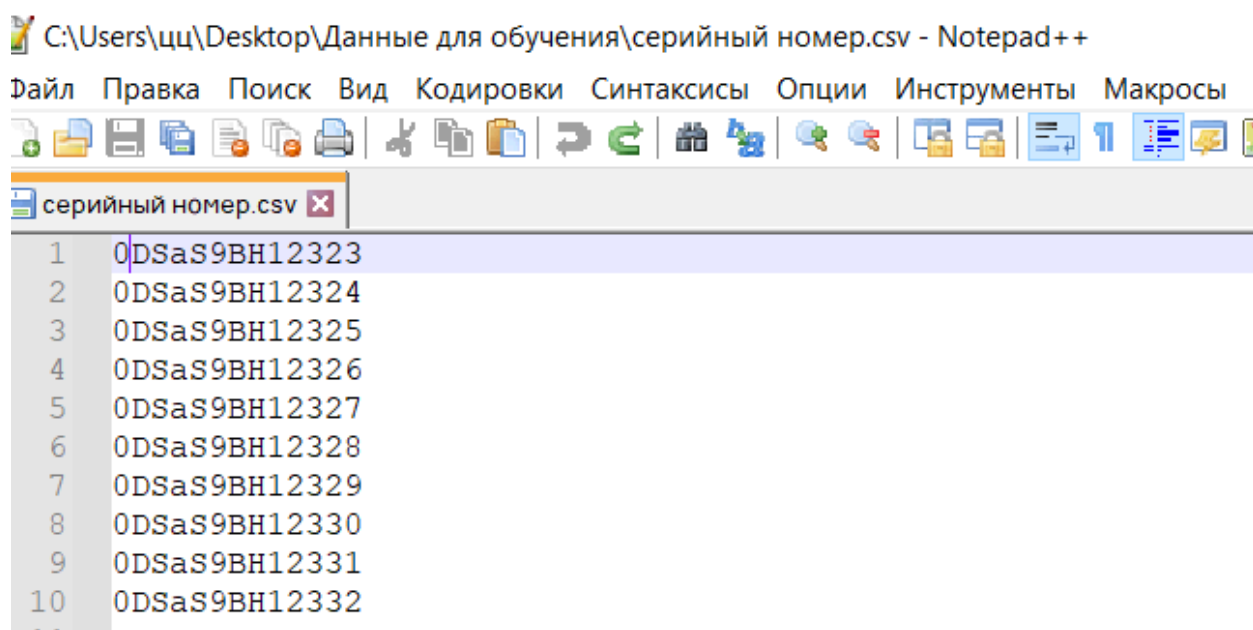 C:\Users\цц\Desktop\Данные для обучения\серийный номер.csv - Notepad++
Файл Правка Поиск Вид Кодировки Синтаксисы Опции Инструменты Макросы
серийный номер.csv
1 0DSaS9BH12323
2 0DSaS9BH12324
3 0DSaS9BH12325
4 0DSaS9BH12326
5 0DSaS9BH12327
6 0DSaS9BH12328
7 0DSaS9BH12329
8 0DSaS9BH12330
9 0DSaS9BH12331
10 0DSaS9BH12332